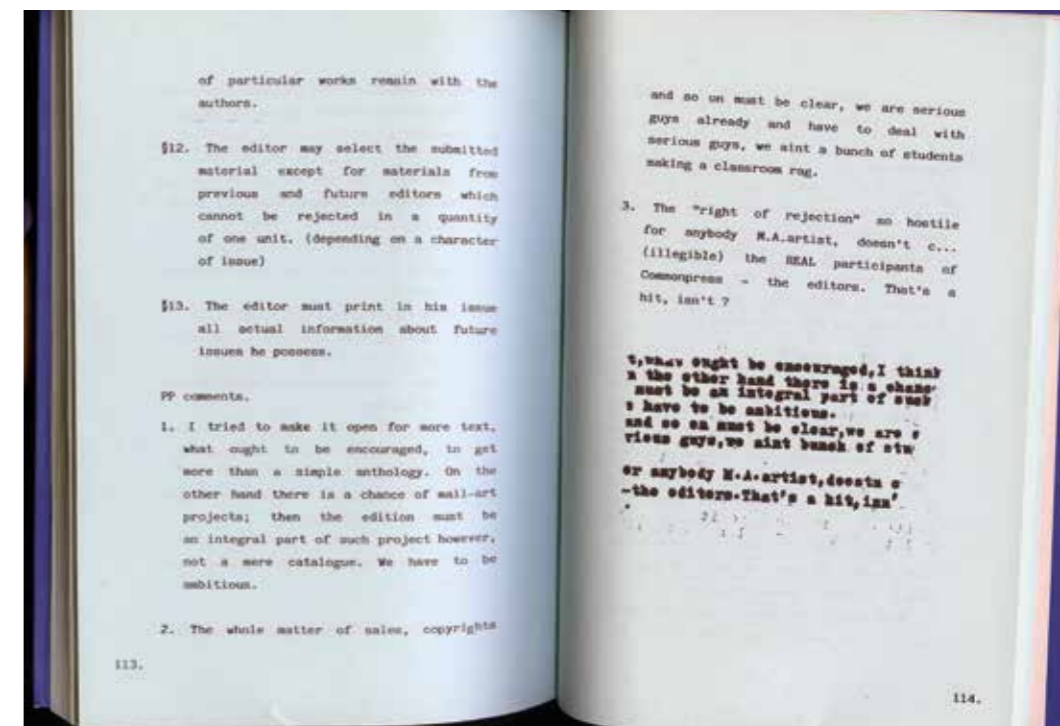 of particular works remain with the
authors.
§12. The editor may select the submitted
material except for materials from
previous and future editors which
cannot be rejected in a quantity
of one unit. (depending on a character
of issue)
§13. The editor must print in his issue
all actual information about future
issues he possess.
PP comments.
1. I tried to make it open for more text,
what ought to be encouraged, to get
more than a simple anthology. On the
other hand there is a chance of mail-art
projects; then the edition must be
an integral part of such project however,
not a mere catalogue. We have to be
ambitious.
2. The whole matter of sales, copyrights
113.
and so un must be clear, we are serious
guys already and have to deal with
serious guys, we aint a bunch of students
making a classroom rag.
3. The "right of rejection" so hostile
for anybody M.A.artist, doesn't c...
(illegible) the REAL participants of
Commonpress - the editors. That's a
hit, isn't ?
t,what ought be encouraged,I think
n the other hand there is a chanc
must be an integral part of such
s have to be ambitious.
and so on must be clear,we are s
rious guys,we aint bunch of stu
or anybody M.A.artist,doesta c
-the editors.That's a hit,isn'
114.